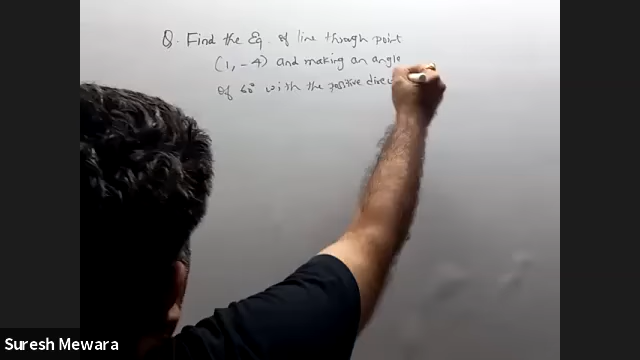 Q. Find the Eq. of line through point
(1, -4) and making an angle
of 60° with the positive
Suresh Mewara